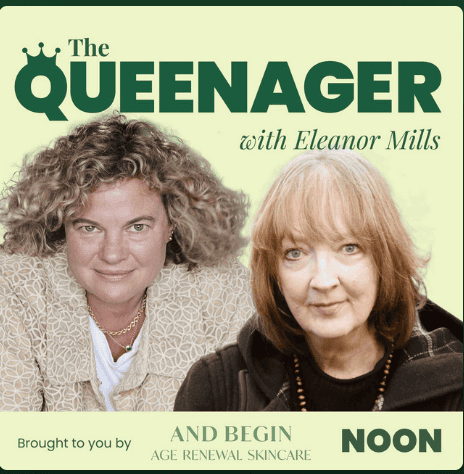 The
QUEENAGER
with Eleanor Mills
Brought to you by
AND BEGIN
AGE RENEWAL SKINCARE
NOON